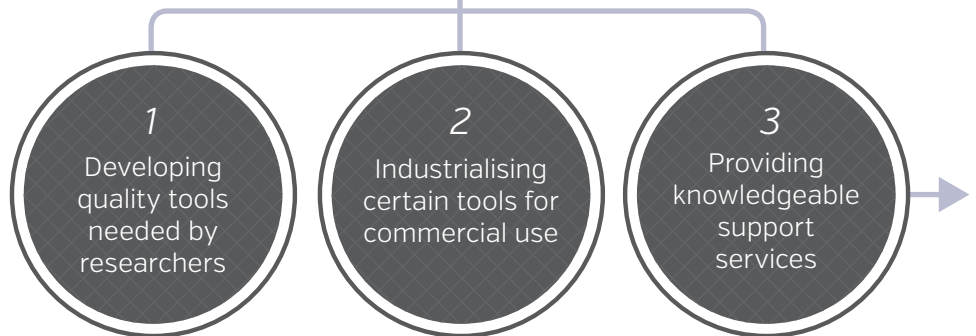 1
Developing
quality tools
needed by
researchers
2
Industrialising
certain tools for
commercial use
3
Providing
knowledgeable
support
services